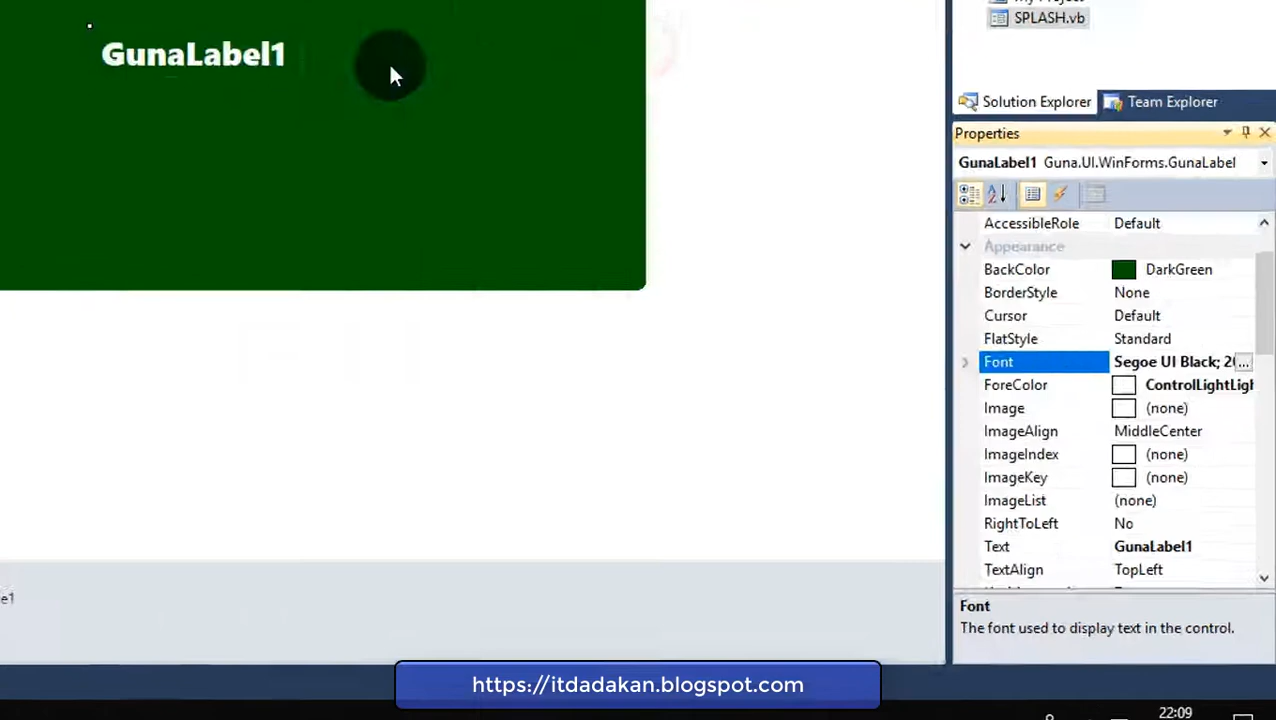 SPLASH.vb
GunaLabel1
Solution Explorer
Team Explorer
Properties
GunaLabel1 Guna.UI.WinForms.GunaLabel
AccessibleRole Default
Appearance
BackColor DarkGreen
BorderStyle None
Cursor Default
FlatStyle Standard
Font Segoe UI Black; 20 ...
ForeColor ControlLightLigh
Image (none)
ImageAlign MiddleCenter
ImageIndex (none)
ImageKey (none)
ImageList (none)
RightToLeft No
Text GunaLabel1
TextAlign TopLeft
e1
Font
The font used to display text in the control.
https://itdadakan.blogspot.com
22:09